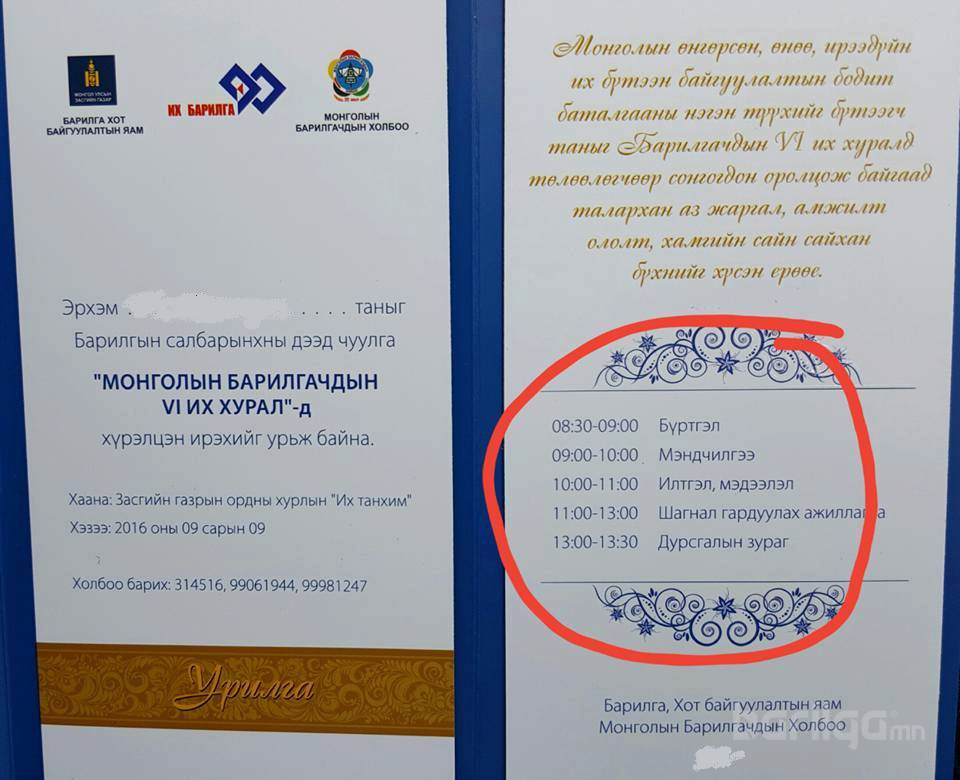 МОНГОЛ УЛСЫН
ЗАСГИЙН ГАЗАР
БАРИЛГА ХОТ
БАЙГУУЛАЛТЫН ЯАМ
ИХ БАРИЛГА
МОНГОЛЫН
БАРИЛГАЧДЫН ХОЛБОО
Эрхэм . . . . . таныг
Барилгын салбарынхны дээд чуулга
"МОНГОЛЫН БАРИЛГАЧДЫН
VI ИХ ХУРАЛ"-д
хүрэлцэн ирэхийг урьж байна.
Хаана: Засгийн газрын ордны хурлын "Их танхим"
Хэзээ: 2016 оны 09 сарын 09
Холбоо барих: 314516, 99061944, 99981247
Урилга
Монголын өнгөрсөн, өнөө, ирээдүйн
их бүтээн байгуулалтын бодит
баталгааны нэгэн түүхийг бүтээгч
таныг Барилгачдын VI их хуралд
төлөөлөгчөөр сонгогдон оролцож байгаад
талархан аз жаргал, амжилт
ололт, хамгийн сайн сайхан
бүхнийг хүсэн ерөөе.
08:30-09:00 Бүртгэл
09:00-10:00 Мэндчилгээ
10:00-11:00 Илтгэл, мэдээлэл
11:00-13:00 Шагнал гардуулах ажиллагаа
13:00-13:30 Дурсгалын зураг
Барилга, Хот байгуулалтын яам
Монголын Барилгачдын Холбоо
barilga.mn